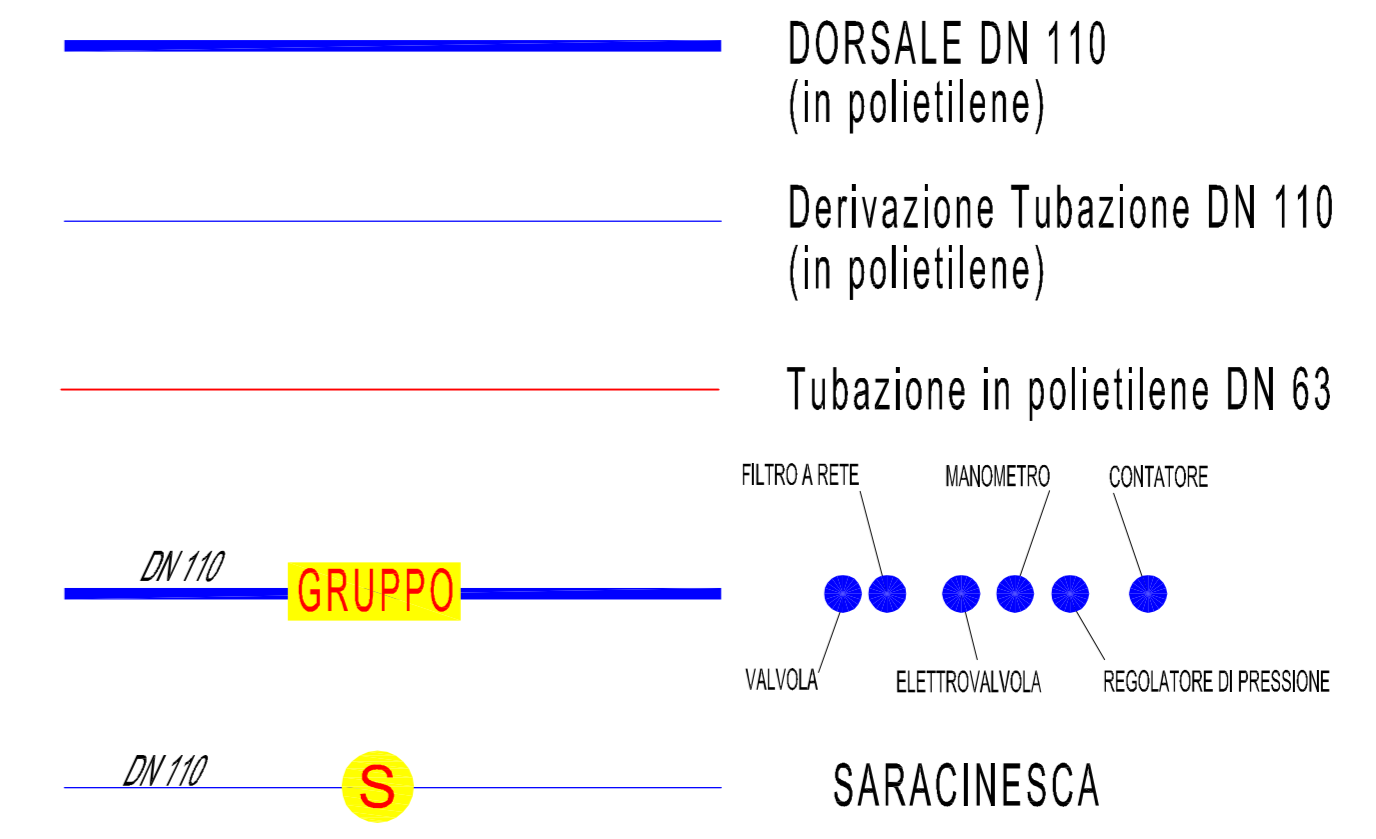 DORSALE DN 110
(in polietilene)
Derivazione Tubazione DN 110
(in polietilene)
Tubazione in polietilene DN 63
FILTRO A RETE
MANOMETRO
CONTATORE
DN 110
GRUPPO
VALVOLA
ELETTROVALVOLA
REGOLATORE DI PRESSIONE
DN 110
S
SARACINESCA